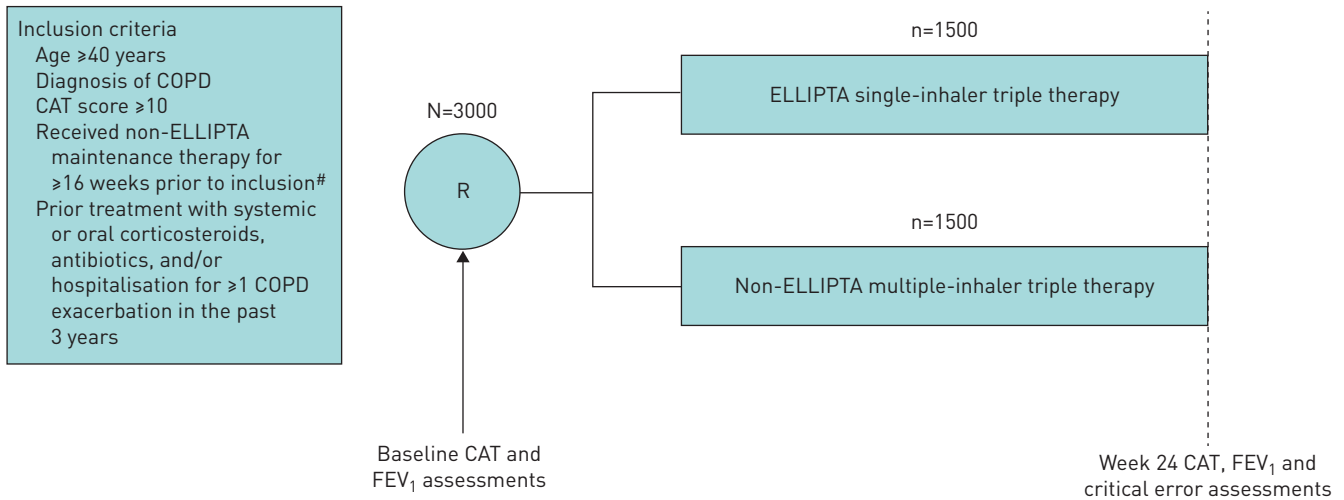 Inclusion criteria
Age ≥40 years
Diagnosis of COPD
CAT score ≥10
Received non-ELLIPTA
maintenance therapy for
≥16 weeks prior to inclusion#
Prior treatment with systemic
or oral corticosteroids,
antibiotics, and/or
hospitalisation for ≥1 COPD
exacerbation in the past
3 years
N=3000
R
Baseline CAT and
FEV₁ assessments
n=1500
ELLIPTA single-inhaler triple therapy
n=1500
Non-ELLIPTA multiple-inhaler triple therapy
Week 24 CAT, FEV₁ and
critical error assessments